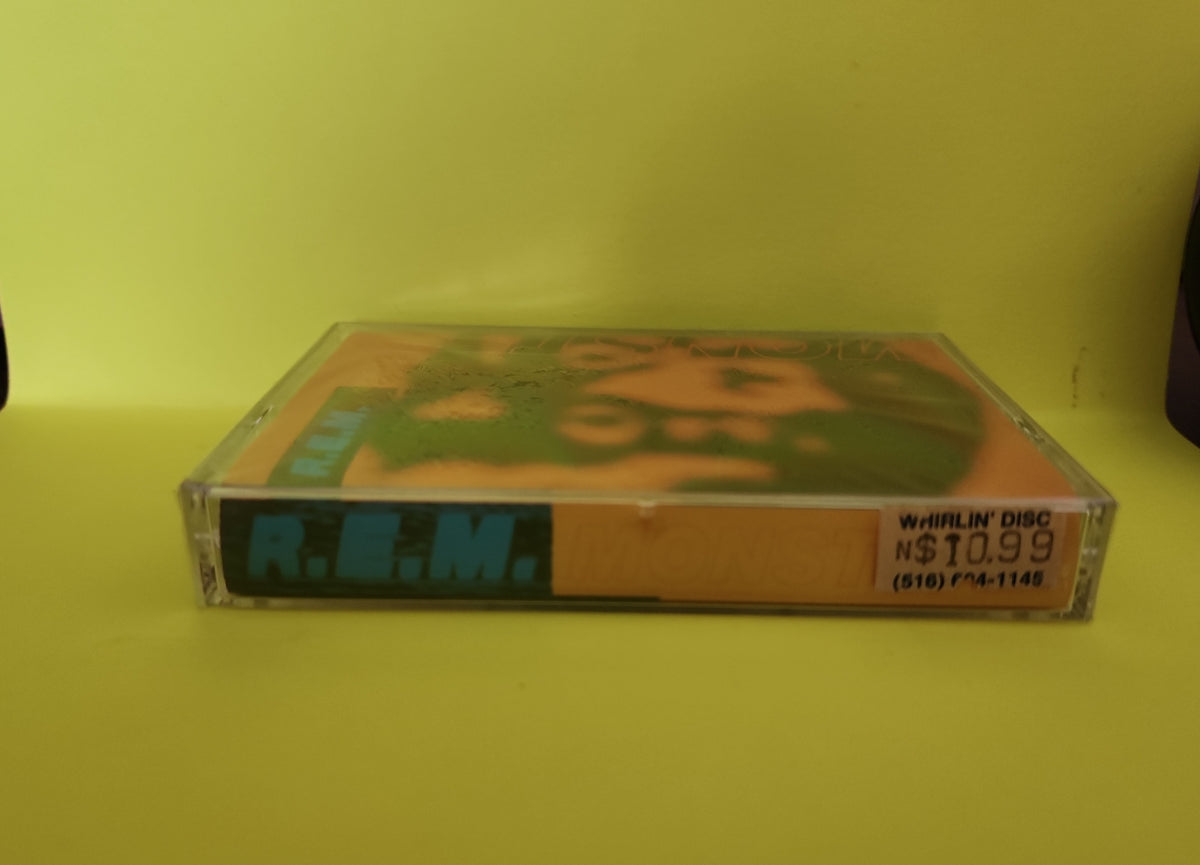 R.E.M.
R.E.M. MONST
WHIRLIN' DISC
N$10.99
(516)